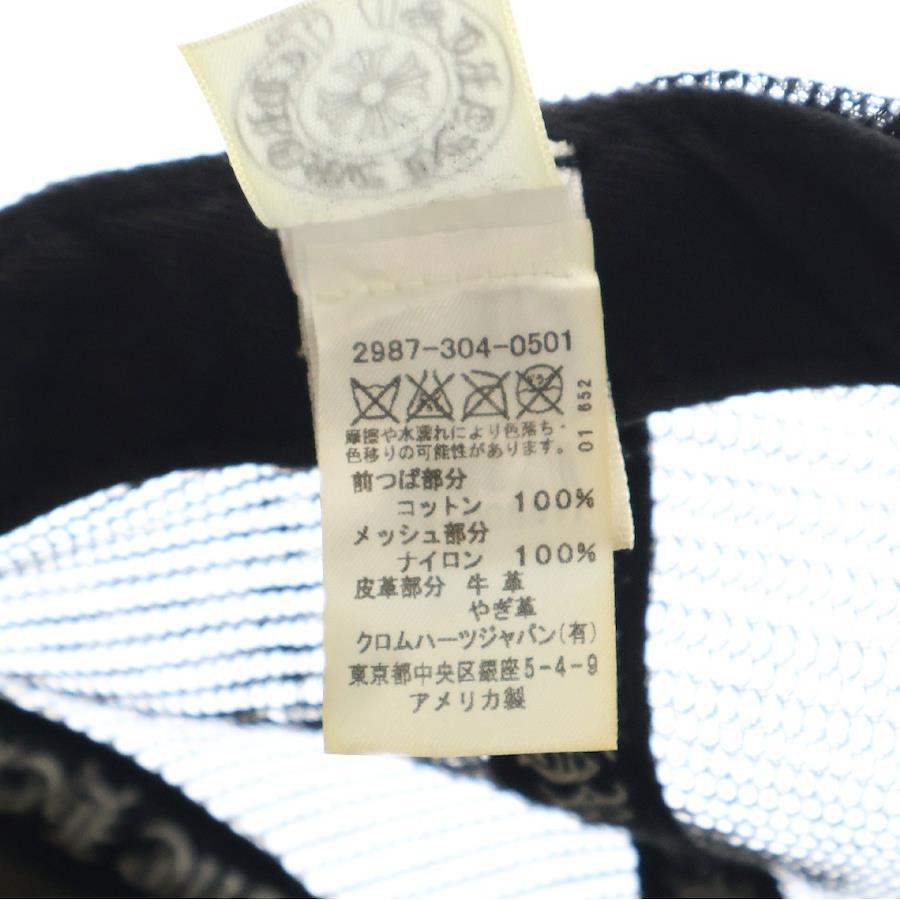 2987-304-0501
01 652
摩擦や水濡れにより色落ち・
色移りの可能性があります。
前つば部分
コットン 100%
メッシュ部分
ナイロン 100%
皮革部分 牛 革
やぎ革
クロムハーツジャパン(有)
東京都中央区銀座5-4-9
アメリカ製